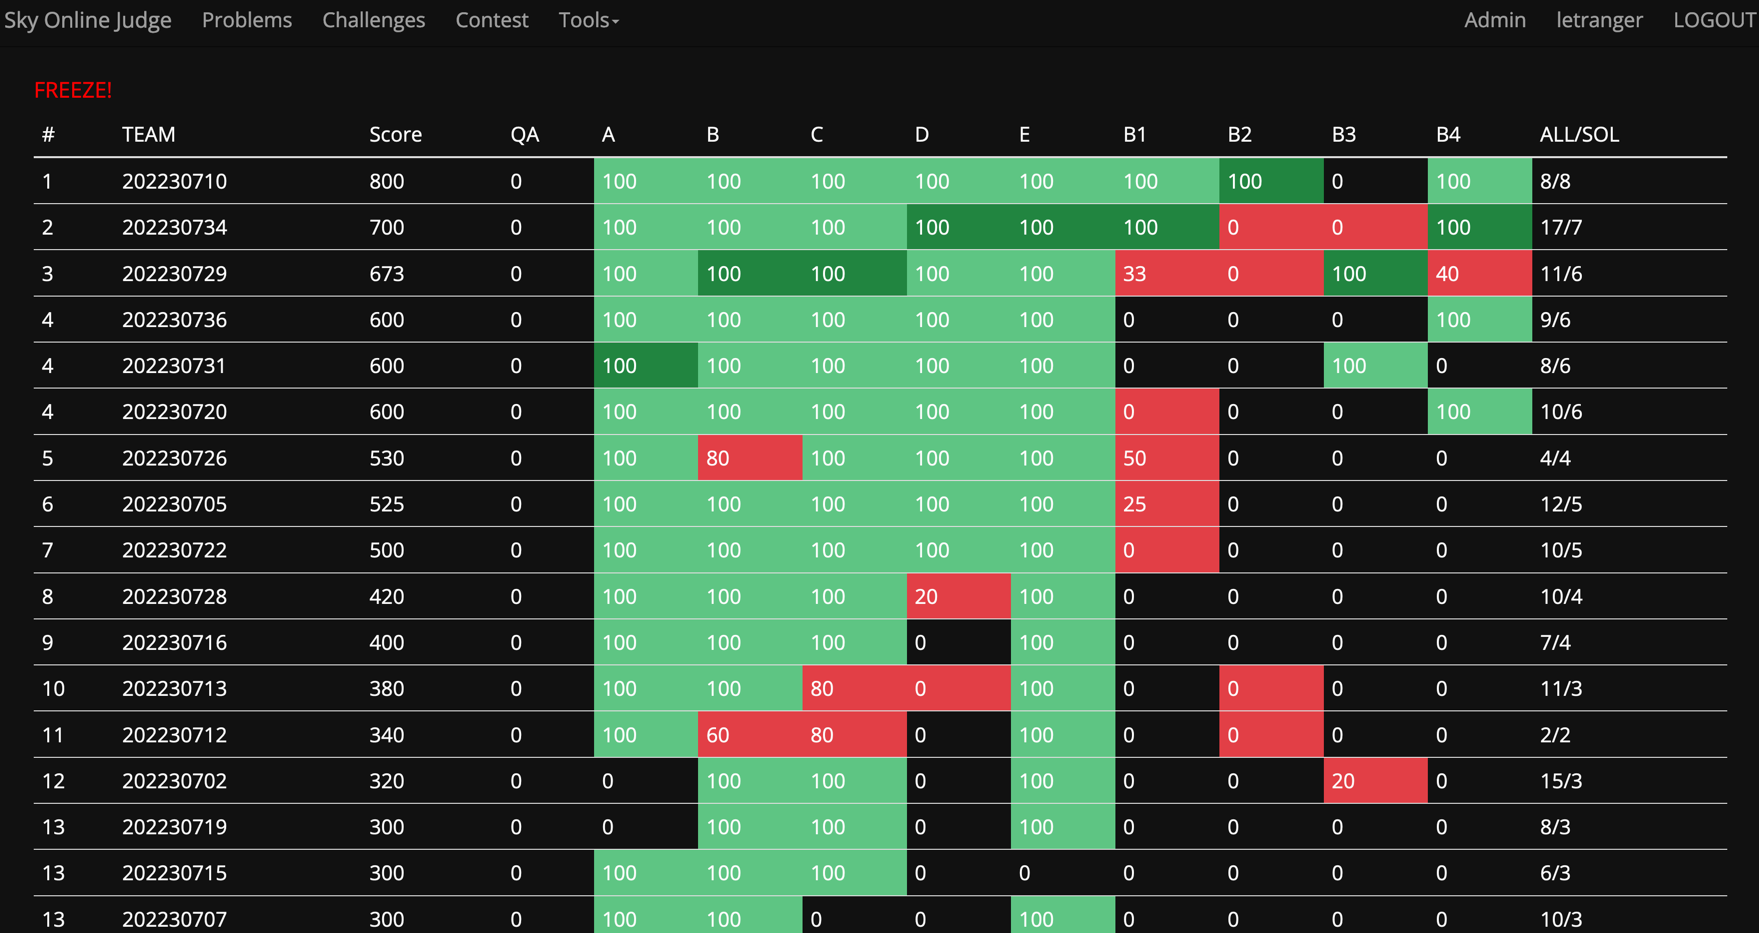 Sky Online Judge Problems Challenges Contest Tools Admin letranger LOGOUT
FREEZE!
# TEAM Score QA A B C D E B1 B2 B3 B4 ALL/SOL
1 202230710 800 0 100 100 100 100 100 100 100 0 100 8/8
2 202230734 700 0 100 100 100 100 100 100 0 0 100 17/7
3 202230729 673 0 100 100 100 100 100 33 0 100 40 11/6
4 202230736 600 0 100 100 100 100 100 0 0 0 100 9/6
4 202230731 600 0 100 100 100 100 100 0 0 100 0 8/6
4 202230720 600 0 100 100 100 100 100 0 0 0 100 10/6
5 202230726 530 0 100 80 100 100 100 50 0 0 0 4/4
6 202230705 525 0 100 100 100 100 100 25 0 0 0 12/5
7 202230722 500 0 100 100 100 100 100 0 0 0 0 10/5
8 202230728 420 0 100 100 100 20 100 0 0 0 0 10/4
9 202230716 400 0 100 100 100 0 100 0 0 0 0 7/4
10 202230713 380 0 100 100 80 0 100 0 0 0 0 11/3
11 202230712 340 0 100 60 80 0 100 0 0 0 0 2/2
12 202230702 320 0 0 100 100 0 100 0 0 20 0 15/3
13 202230719 300 0 0 100 100 0 100 0 0 0 0 8/3
13 202230715 300 0 100 100 100 0 0 0 0 0 0 6/3
13 202230707 300 0 100 100 0 0 100 0 0 0 0 10/3